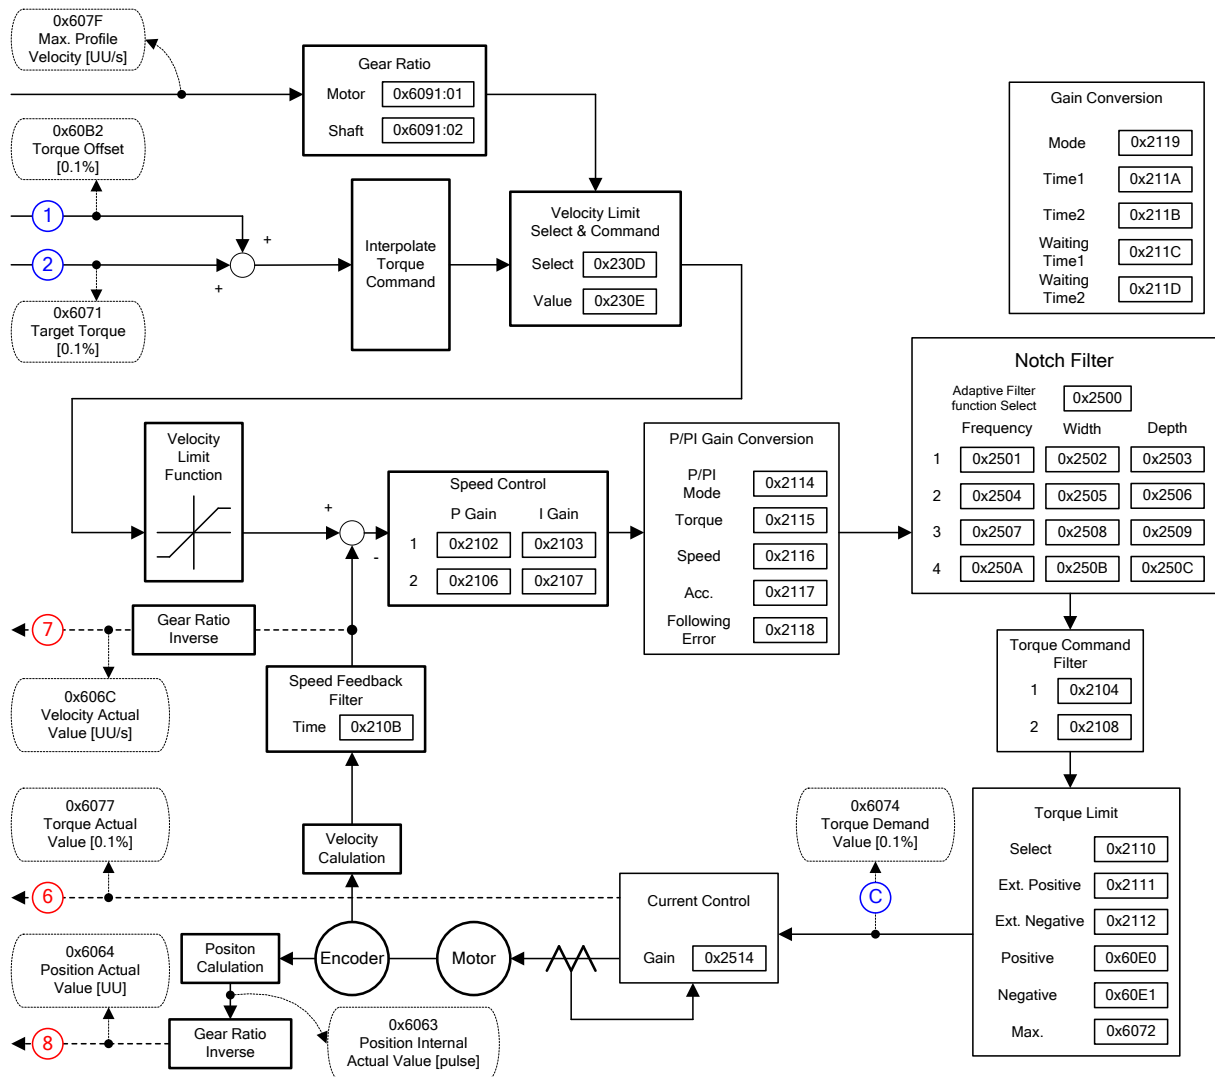 0x607F
Max. Profile
Velocity [UU/s]
Gear Ratio
Motor 0x6091:01
Shaft 0x6091:02
Gain Conversion
Mode 0x2119
Time1 0x211A
Time2 0x211B
Waiting
Time1 0x211C
Waiting
Time2 0x211D
0x60B2
Torque Offset
[0.1%]
1
+
2
+
0x6071
Target Torque
[0.1%]
Interpolate
Torque
Command
Velocity Limit
Select & Command
Select 0x230D
Value 0x230E
Notch Filter
Adaptive Filter
function Select 0x2500
Frequency Width Depth
1 0x2501 0x2502 0x2503
2 0x2504 0x2505 0x2506
3 0x2507 0x2508 0x2509
4 0x250A 0x250B 0x250C
Velocity
Limit
Function
+
-
Speed Control
P Gain I Gain
1 0x2102 0x2103
2 0x2106 0x2107
P/PI Gain Conversion
P/PI
Mode 0x2114
Torque 0x2115
Speed 0x2116
Acc. 0x2117
Following
Error 0x2118
7
Gear Ratio
Inverse
0x606C
Velocity Actual
Value [UU/s]
Speed Feedback
Filter
Time 0x210B
Torque Command
Filter
1 0x2104
2 0x2108
0x6077
Torque Actual
Value [0.1%]
Velocity
Calulation
0x6074
Torque Demand
Value [0.1%]
Torque Limit
Select 0x2110
Ext. Positive 0x2111
Ext. Negative 0x2112
Positive 0x60E0
Negative 0x60E1
Max. 0x6072
6
C
Current Control
Gain 0x2514
0x6064
Position Actual
Value [UU]
Positon
Calulation
Encoder
Motor
8
Gear Ratio
Inverse
0x6063
Position Internal
Actual Value [pulse]